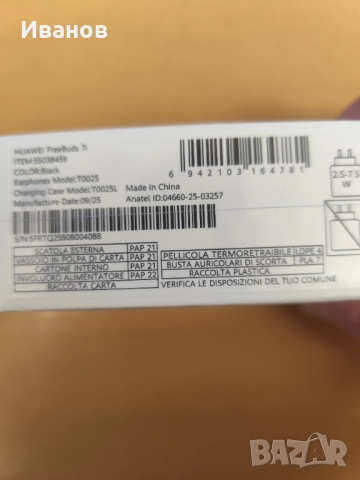 Иванов
HUAWEI FreeBuds 7i
ITEM:55038459
COLOR:Black
Earphones Model:T0025
Charging Case Model:T0025L
Manufacture Date:09/25
Made in China
Anatel ID:04660-25-03257
6 942103 164781
2.5-7.5
W
S/N:5FRTQ25908004088
SCATOLA ESTERNA PAP 21
VASSOIO IN POLPA DI CARTA PAP 21
CARTONE INTERNO PAP 21
INVOLUCRO ALIMENTATORE PAP 22
RACCOLTA CARTA
PELLICOLA TERMORETRAIBILE LDPE 4
BUSTA AURICOLARI DI SCORTA PLA 7
RACCOLTA PLASTICA
VERIFICA LE DISPOSIZIONI DEL TUO COMUNE
BAZAR
bg